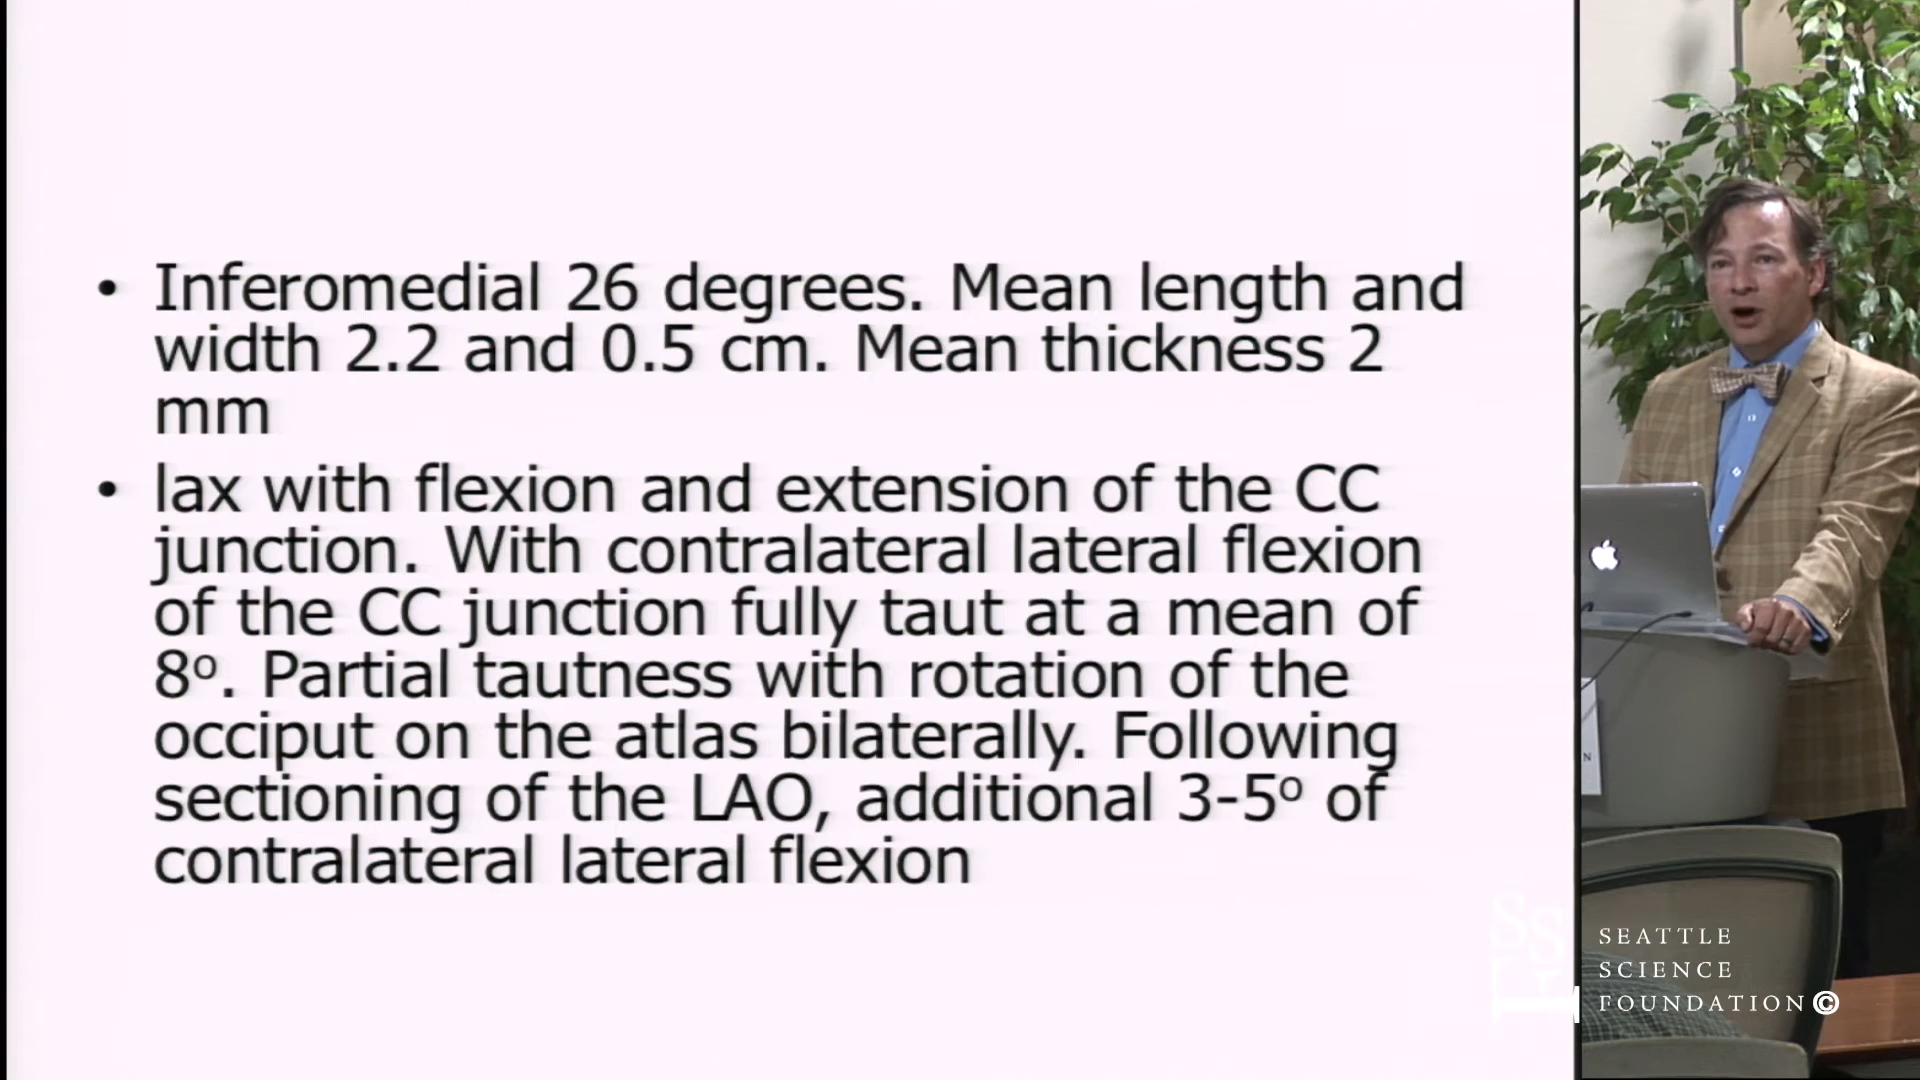 • Inferomedial 26 degrees. Mean length and
width 2.2 and 0.5 cm. Mean thickness 2
mm
• lax with flexion and extension of the CC
junction. With contralateral lateral flexion
of the CC junction fully taut at a mean of
8º. Partial tautness with rotation of the
occiput on the atlas bilaterally. Following
sectioning of the LAO, additional 3-5º of
contralateral lateral flexion
N
SSF
SEATTLE
SCIENCE
FOUNDATION©